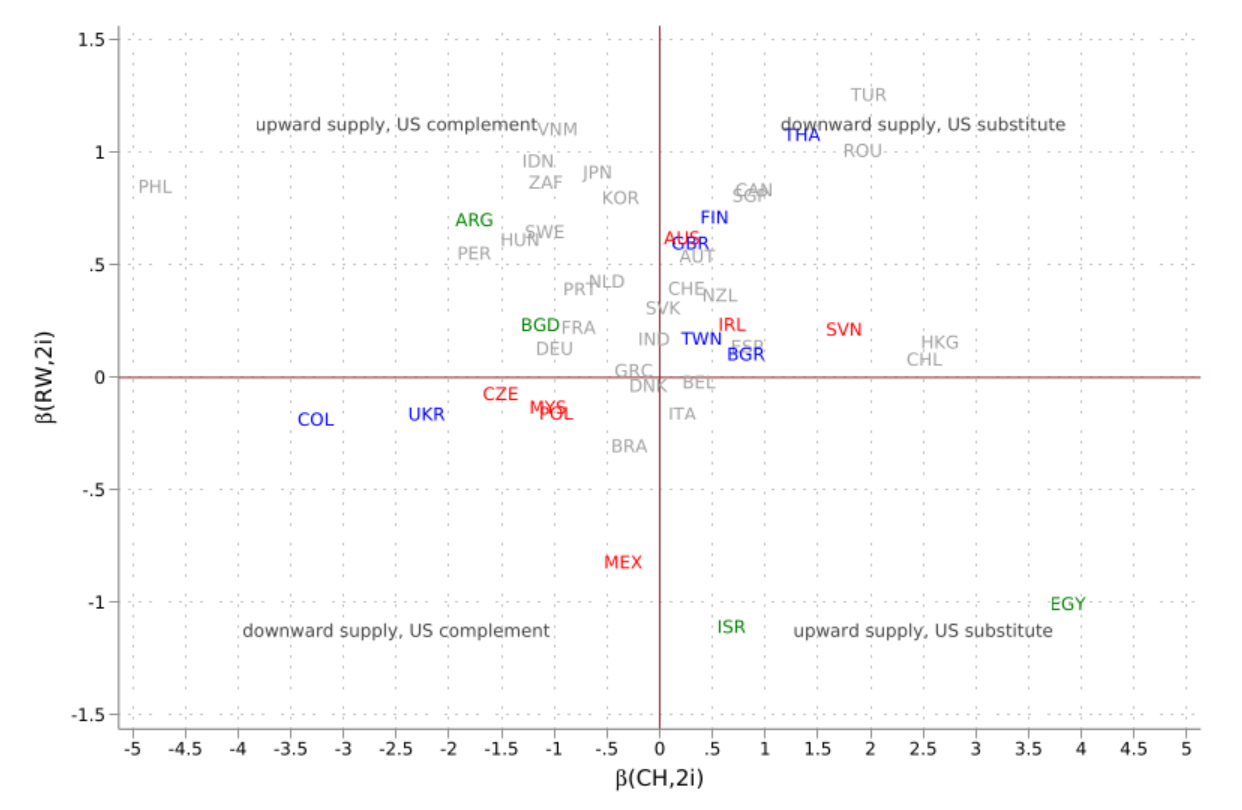 1.5
TUR
upward supply, US complement
VNM
downward supply, US substitute
THA
1
ROU
IDN
JPN
ZAF
PHL
CAN
SGP
KOR
ARG
FIN
SWE
HUN
AUS
GBR
PER
AUT
.5
NLD
PRT
CHE
NZL
SVK
BGD
FRA
IRL
SVN
IND
TWN
HKG
DEU
ESP
BGR
CHL
GRC
0
DNK
BEL
CZE
MYS
POL
COL
UKR
ITA
BRA
-.5
MEX
-1
EGY
ISR
downward supply, US complement
upward supply, US substitute
-1.5
-5 -4.5 -4 -3.5 -3 -2.5 -2 -1.5 -1 -.5 0 .5 1 1.5 2 2.5 3 3.5 4 4.5 5
β(CH,2i)
β(RW,2i)